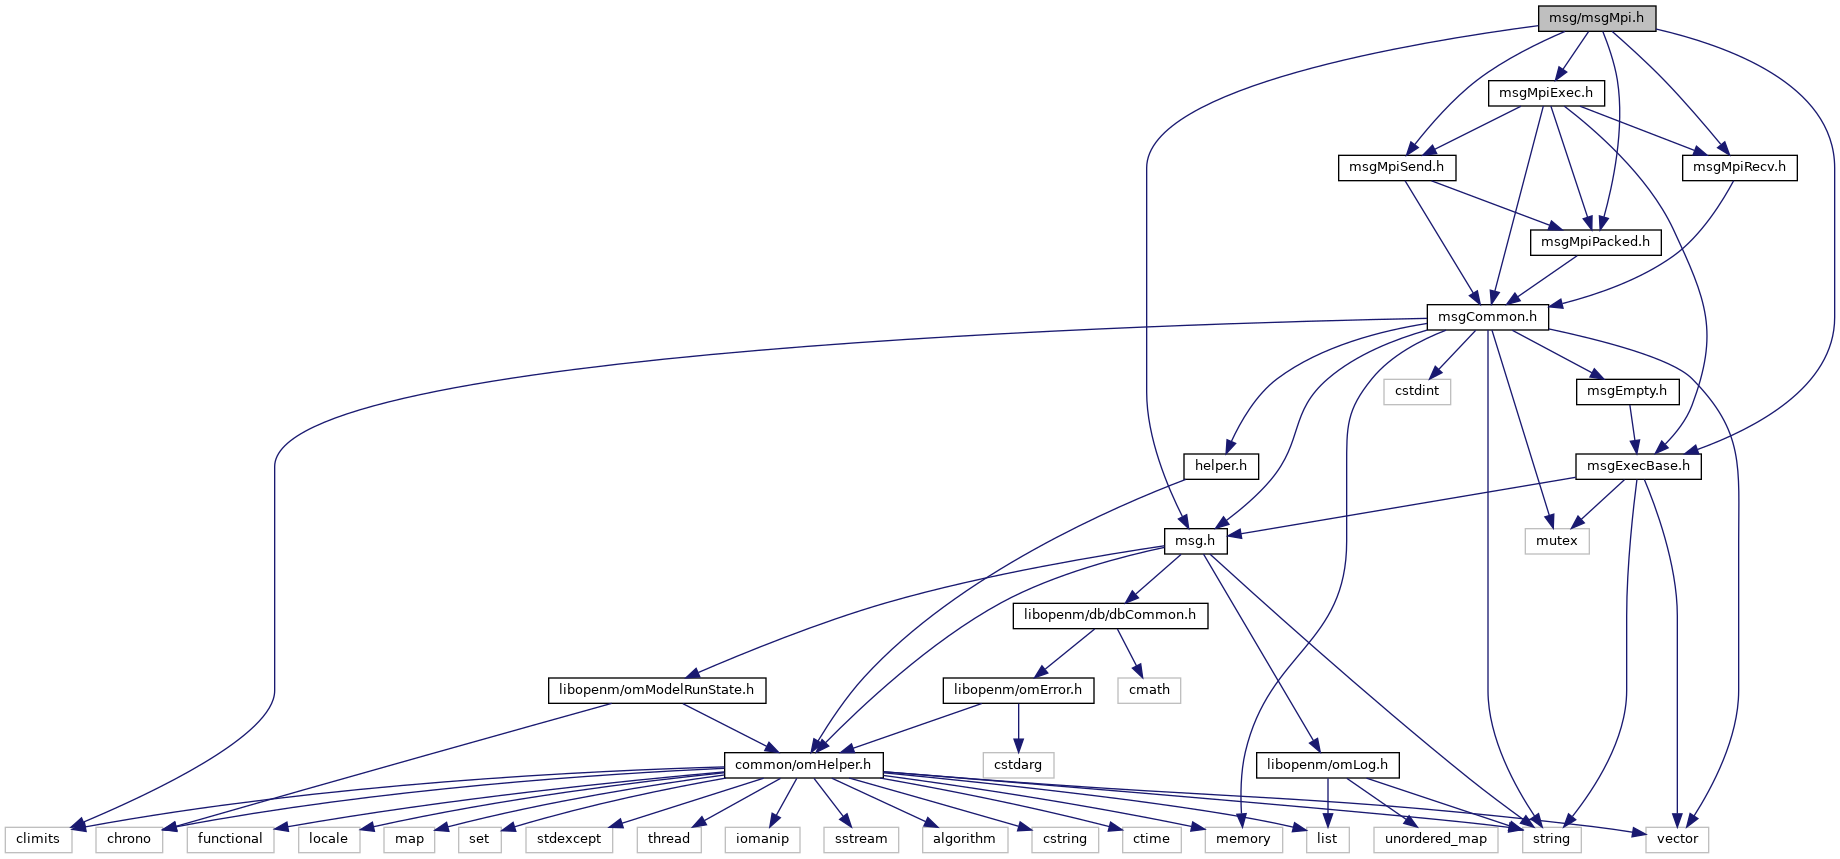 msg/msgMpi.h
msgMpiExec.h
msgMpiSend.h
msgMpiRecv.h
msgMpiPacked.h
msgCommon.h
cstdint
msgEmpty.h
helper.h
msgExecBase.h
msg.h
mutex
libopenm/db/dbCommon.h
libopenm/omModelRunState.h
libopenm/omError.h
cmath
common/omHelper.h
cstdarg
libopenm/omLog.h
climits
chrono
functional
locale
map
set
stdexcept
thread
iomanip
sstream
algorithm
cstring
ctime
memory
list
unordered_map
string
vector